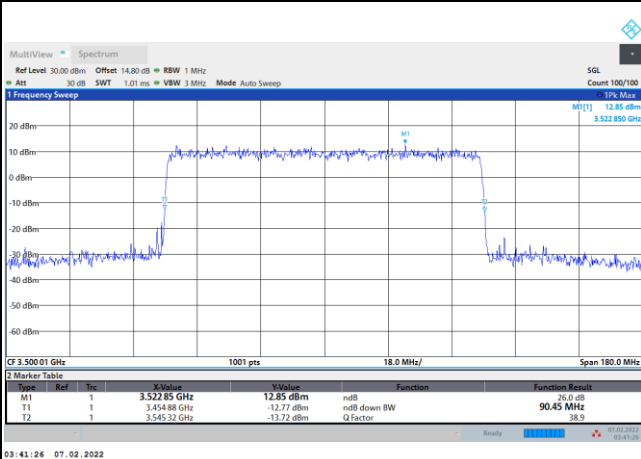 MultiView Spectrum
Ref Level 30.00 dBm Offset 14.80 dB RBW 1 MHz SGL
Att 30 dB SWT 1.01 ms VBW 3 MHz Mode Auto Sweep Count 100/100
1 Frequency Sweep 1Pk Max
M1[1] 12.85 dBm
3.522 850 GHz
M1
20 dBm
10 dBm
0 dBm
-10 dBm
-20 dBm
-30 dBm
-40 dBm
-50 dBm
-60 dBm
CF 3.500 01 GHz 1001 pts 18.0 MHz/ Span 180.0 MHz
2 Marker Table
Type Ref Trc X-Value Y-Value Function Function Result
M1 1 3.522 85 GHz 12.85 dBm ndB 26.0 dB
T1 1 3.454 88 GHz -12.77 dBm ndB down BW 90.45 MHz
T2 1 3.545 32 GHz -13.72 dBm Q Factor 38.9
Ready 07.02.2022
03:41:26
03:41:26 07.02.2022